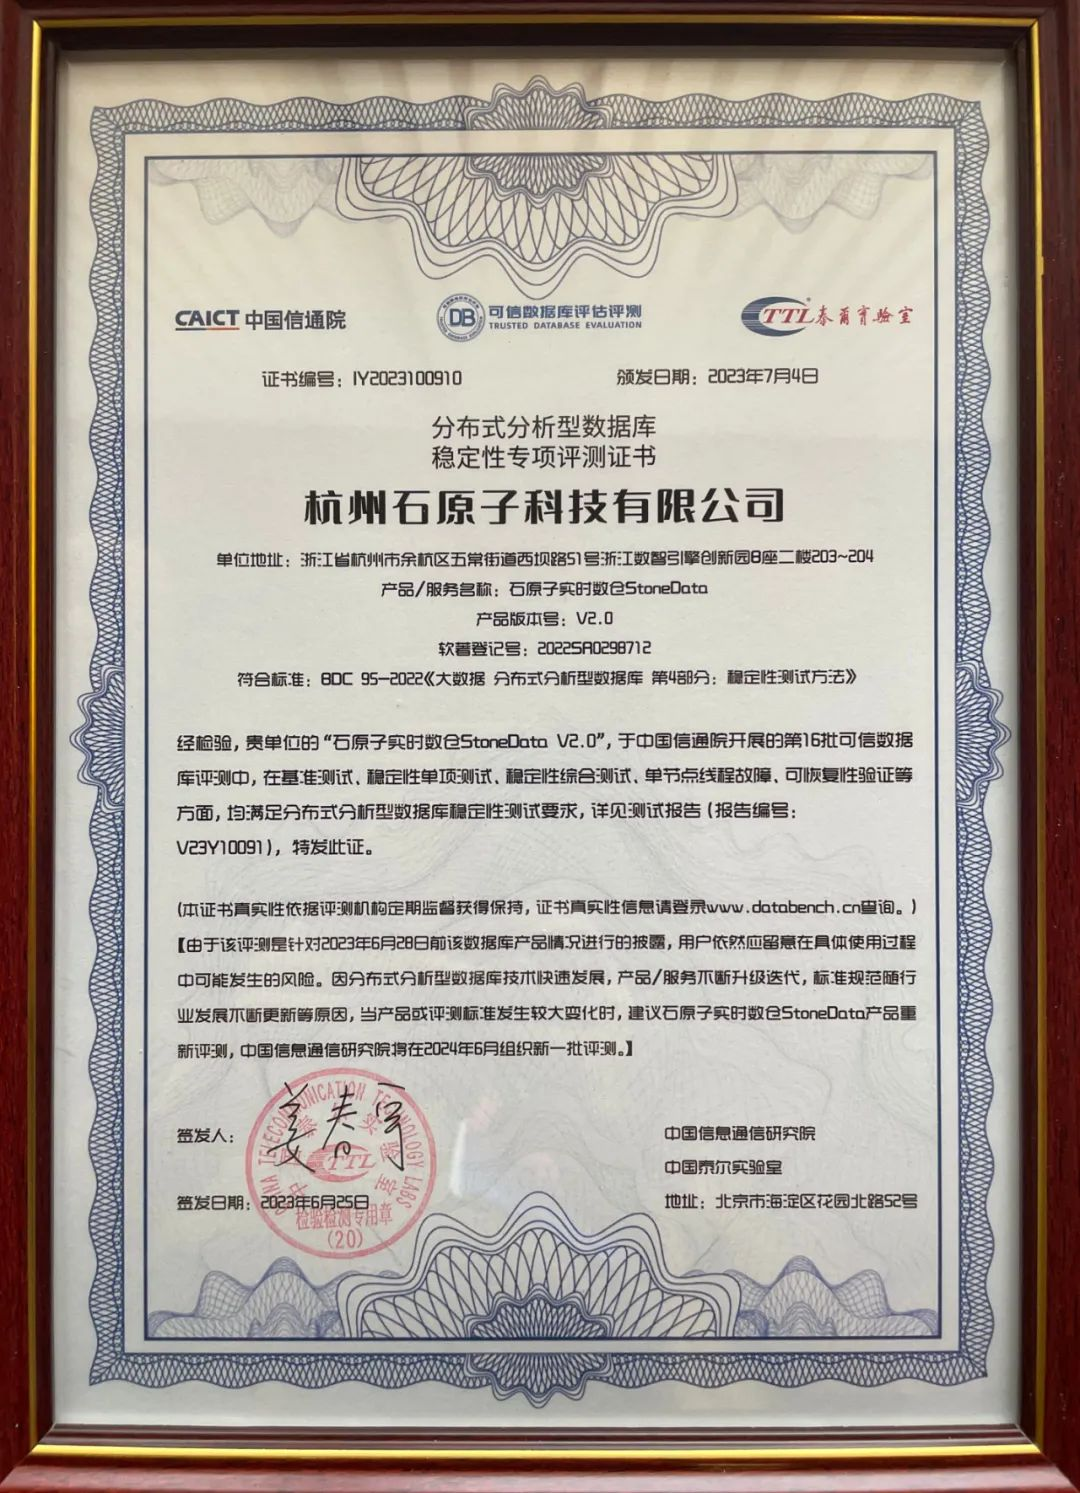 CAICT 中国信通院
DB 可信数据库评估评测
TRUSTED DATABASE EVALUATION
TTL 泰尔实验室
证书编号：IY2023100910
颁发日期：2023年7月4日
分布式分析型数据库
稳定性专项评测证书
杭州石原子科技有限公司
单位地址：浙江省杭州市余杭区五常街道西坝路51号浙江数智引擎创新园B座二楼203~204
产品/服务名称：石原子实时数仓StoneData
产品版本号：V2.0
软著登记号：2022SR0298712
符合标准：BDC 95-2022《大数据 分布式分析型数据库 第4部分：稳定性测试方法》
经检验，贵单位的“石原子实时数仓StoneData V2.0”，于中国信通院开展的第16批可信数据
库评测中，在基准测试、稳定性单项测试、稳定性综合测试、单节点线程故障、可恢复性验证等
方面，均满足分布式分析型数据库稳定性测试要求，详见测试报告（报告编号：
V23Y10091），特发此证。
(本证书真实性依据评测机构定期监督获得保持，证书真实性信息请登录www.databench.cn查询。)
【由于该评测是针对2023年6月28日前该数据库产品情况进行的披露，用户依然应留意在具体使用过程
中可能发生的风险。因分布式分析型数据库技术快速发展，产品/服务不断升级迭代，标准规范随行
业发展不断更新等原因，当产品或评测标准发生较大变化时，建议石原子实时数仓StoneData产品重
新评测，中国信息通信研究院将在2024年6月组织新一批评测。】
签发人：
签发日期：2023年6月25日
CHINA TELECOMMUNICATION TECHNOLOGY LABS
TTL
检验检测专用章
(20)
中国信息通信研究院
中国泰尔实验室
地址：北京市海淀区花园北路52号